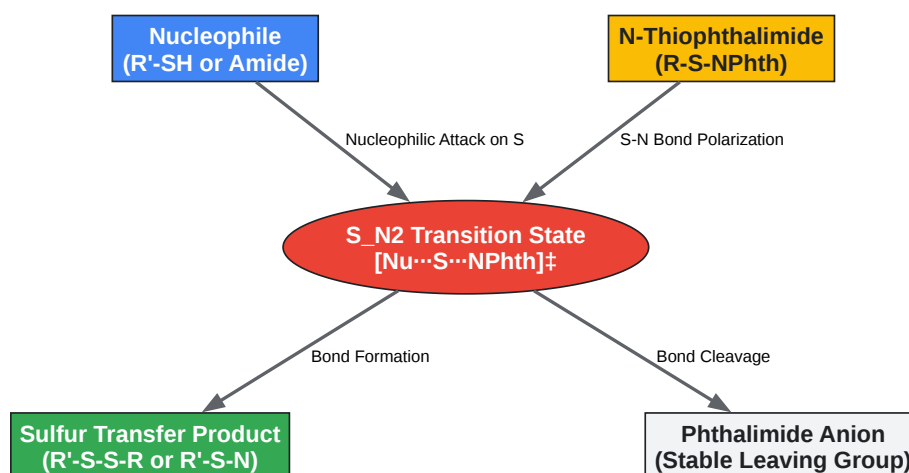 Nucleophile
(R'-SH or Amide)
N-Thiophthalimide
(R-S-NPhth)
Nucleophilic Attack on S
S-N Bond Polarization
S_N2 Transition State
[Nu···S···NPhth]‡
Bond Formation
Bond Cleavage
Sulfur Transfer Product
(R'-S-S-R or R'-S-N)
Phthalimide Anion
(Stable Leaving Group)